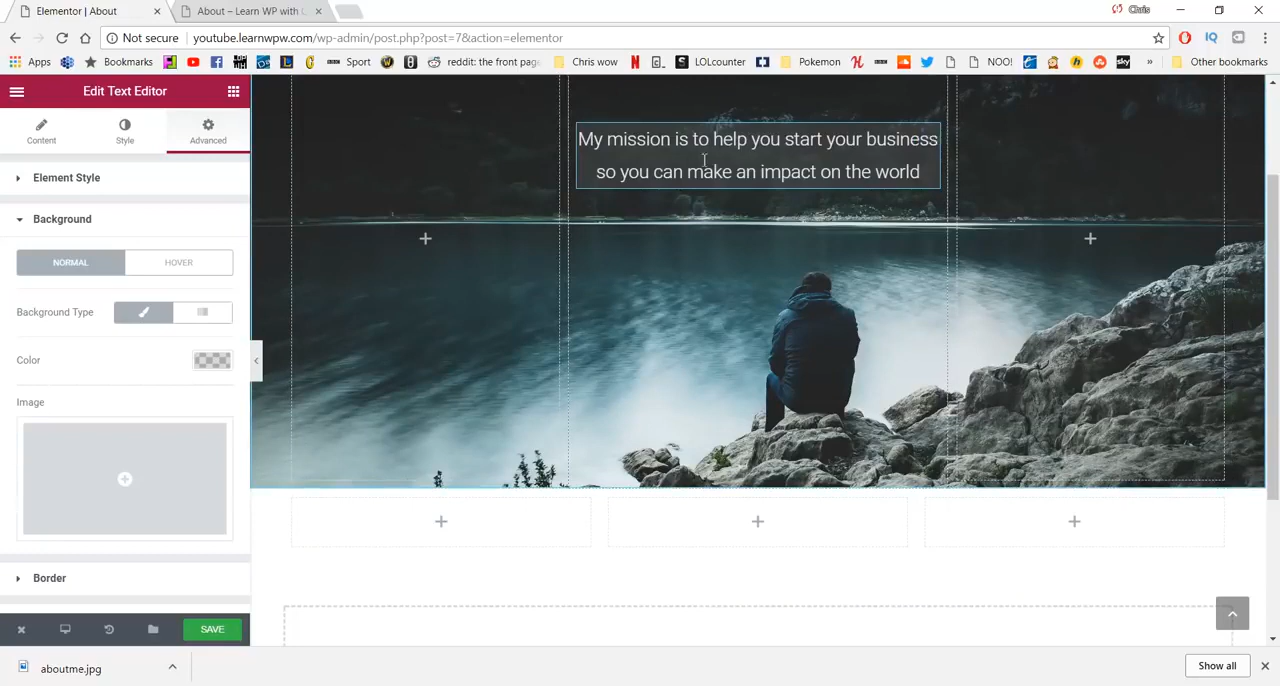 Elementor | About
About – Learn WP with
Chris
Not secure
youtube.learnwpw.com/wp-admin/post.php?post=7&action=elementor
Apps
Bookmarks
Sport
reddit: the front pag
Chris wow
LOLcounter
Pokemon
NOO!
sky
»
Other bookmarks
Edit Text Editor
Content
Style
Advanced
Element Style
Background
NORMAL
HOVER
Background Type
Color
Image
Border
SAVE
My mission is to help you start your business
so you can make an impact on the world
aboutme.jpg
Show all